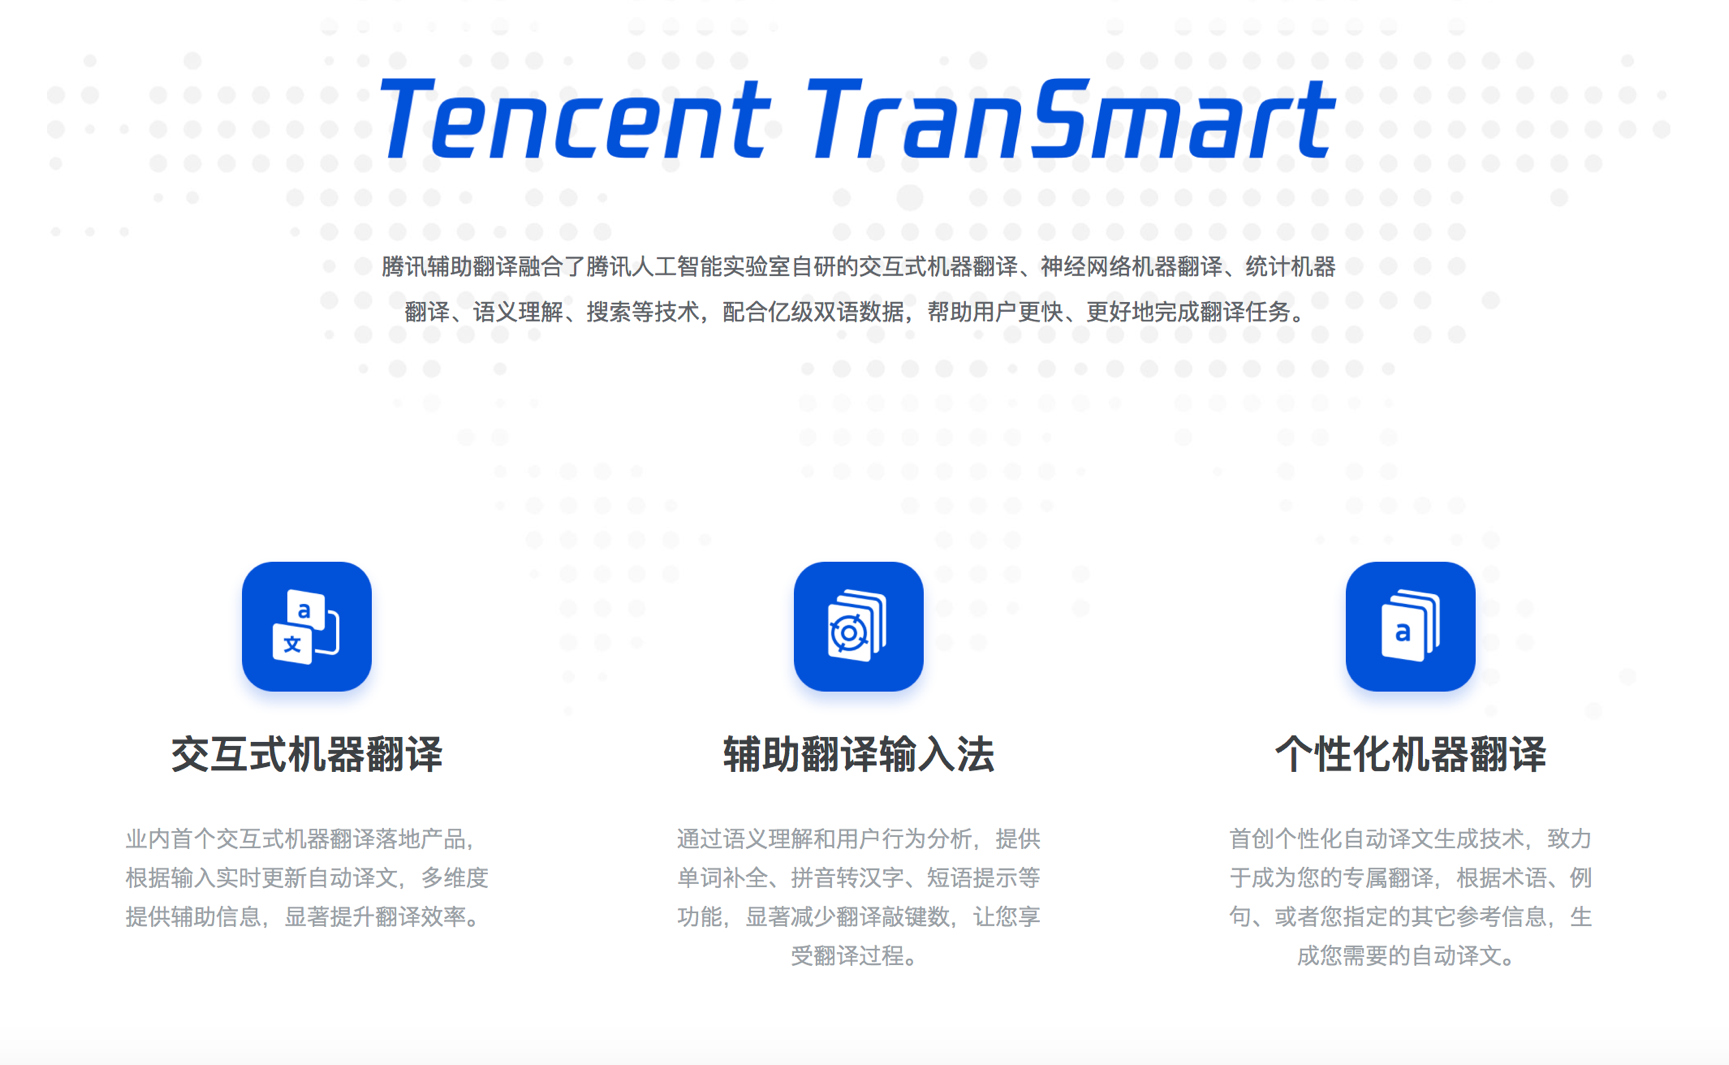 Tencent TranSmart
腾讯辅助翻译融合了腾讯人工智能实验室自研的交互式机器翻译、神经网络机器翻译、统计机器
翻译、语义理解、搜索等技术，配合亿级双语数据，帮助用户更快、更好地完成翻译任务。
a
文
交互式机器翻译
业内首个交互式机器翻译落地产品，
根据输入实时更新自动译文，多维度
提供辅助信息，显著提升翻译效率。
辅助翻译输入法
通过语义理解和用户行为分析，提供
单词补全、拼音转汉字、短语提示等
功能，显著减少翻译敲键数，让您享
受翻译过程。
a
个性化机器翻译
首创个性化自动译文生成技术，致力
于成为您的专属翻译，根据术语、例
句、或者您指定的其它参考信息，生
成您需要的自动译文。